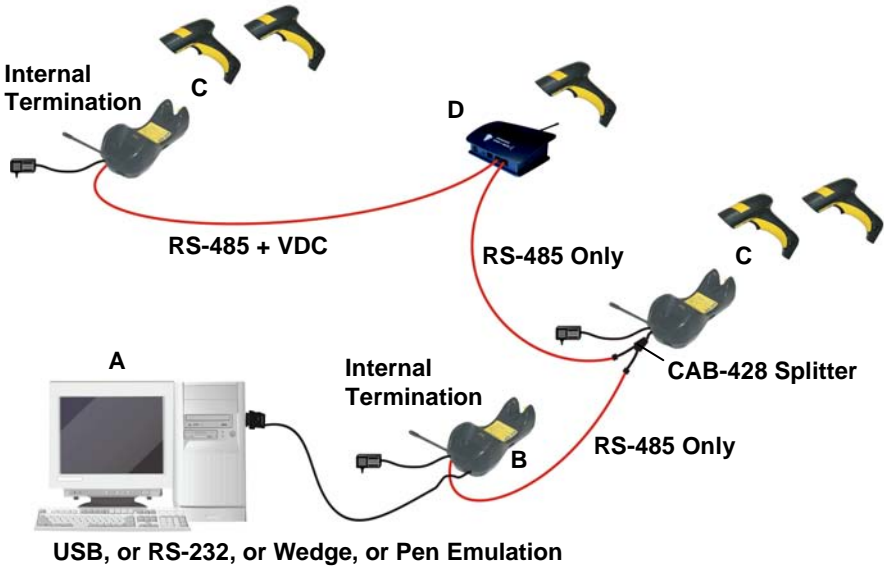 Internal
Termination
C
D
RS-485 + VDC
RS-485 Only
C
A
Internal
Termination
CAB-428 Splitter
B
RS-485 Only
USB, or RS-232, or Wedge, or Pen Emulation